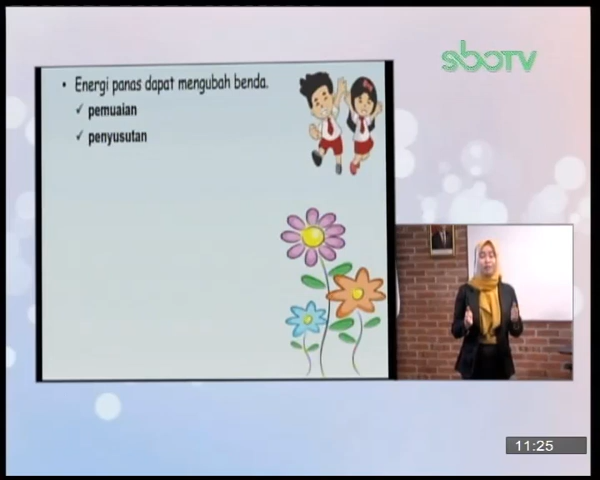 sboTV
• Energi panas dapat mengubah benda.
✓ pemuaian
✓ penyusutan
11:25